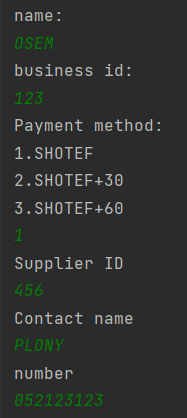 name:
OSEM
business id:
123
Payment method:
1.SHOTEF
2.SHOTEF+30
3.SHOTEF+60
1
Supplier ID
456
Contact name
PLONY
number
052123123